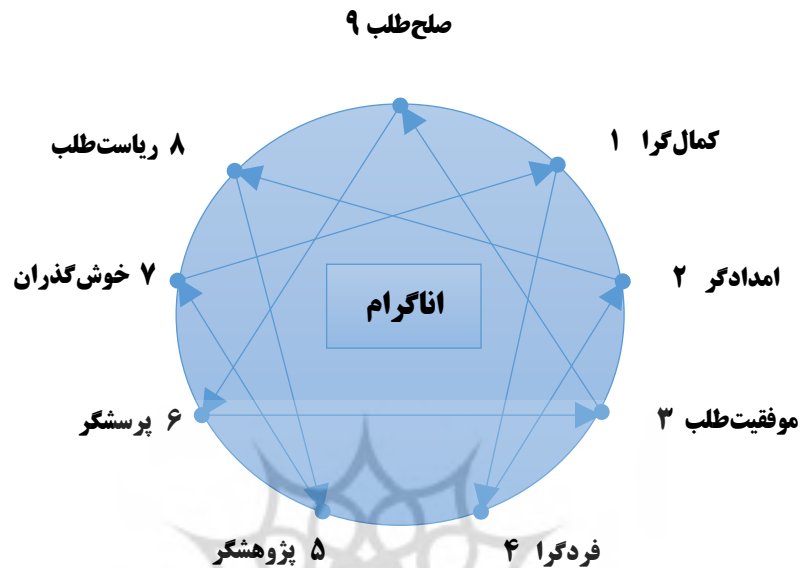 صلح‌طلب ۹
کمال‌گرا ۱
۸ ریاست‌طلب
امدادگر ۲
۷ خوش‌گذران
اناگرام
موفقیت‌طلب ۳
۶ پرسشگر
فردگرا ۴
۵ پژوهشگر